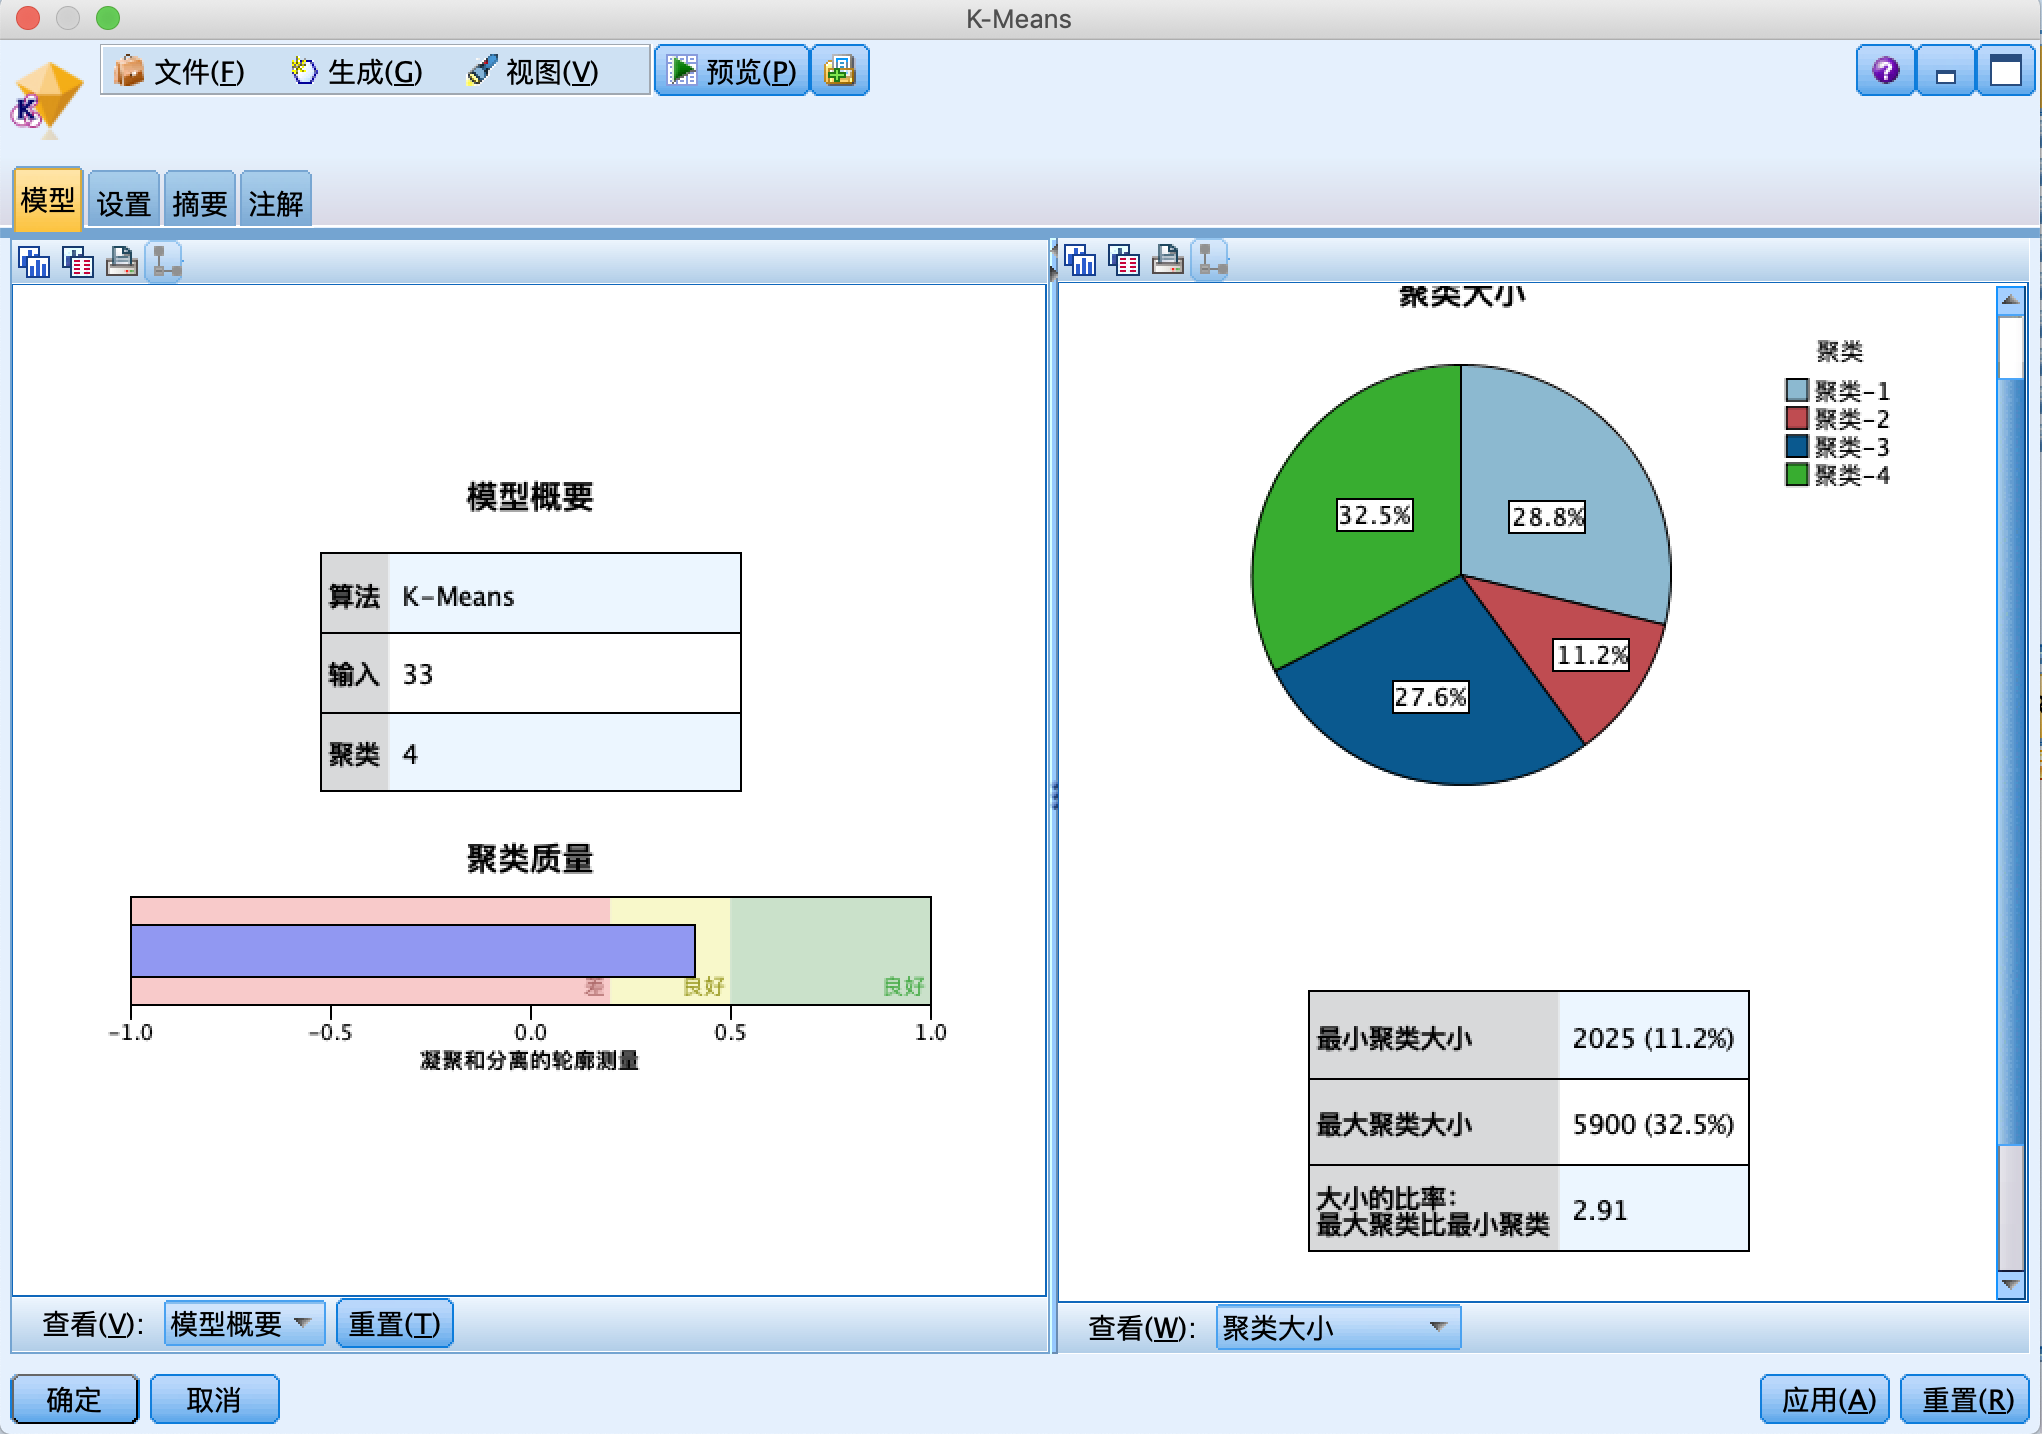 K-Means
文件(F) 生成(G) 视图(V) 预览(P)
模型 设置 摘要 注解
模型概要
算法 K-Means
输入 33
聚类 4
聚类质量
差 良好 良好
-1.0 -0.5 0.0 0.5 1.0
凝聚和分离的轮廓测量
查看(V): 模型概要 重置(T)
聚类大小
聚类
聚类-1
聚类-2
聚类-3
聚类-4
32.5%
28.8%
11.2%
27.6%
最小聚类大小 2025 (11.2%)
最大聚类大小 5900 (32.5%)
大小的比率:
最大聚类比最小聚类 2.91
查看(W): 聚类大小
确定 取消 应用(A) 重置(R)